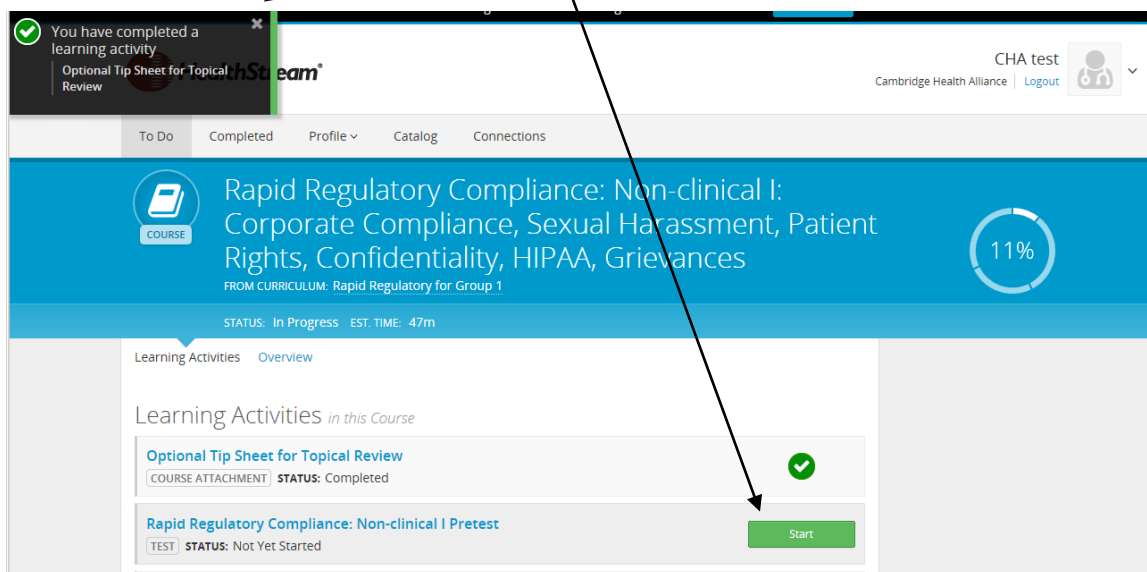 You have completed a
learning activity
Optional Tip Sheet for Topical
Review
HealthStream
CHA test
Cambridge Health Alliance | Logout
To Do Completed Profile Catalog Connections
COURSE
Rapid Regulatory Compliance: Non-clinical I:
Corporate Compliance, Sexual Harassment, Patient
Rights, Confidentiality, HIPAA, Grievances
FROM CURRICULUM: Rapid Regulatory for Group 1
11%
STATUS: In Progress EST. TIME: 47m
Learning Activities Overview
Learning Activities in this Course
Optional Tip Sheet for Topical Review
COURSE ATTACHMENT STATUS: Completed
Rapid Regulatory Compliance: Non-clinical I Pretest
TEST STATUS: Not Yet Started
Start